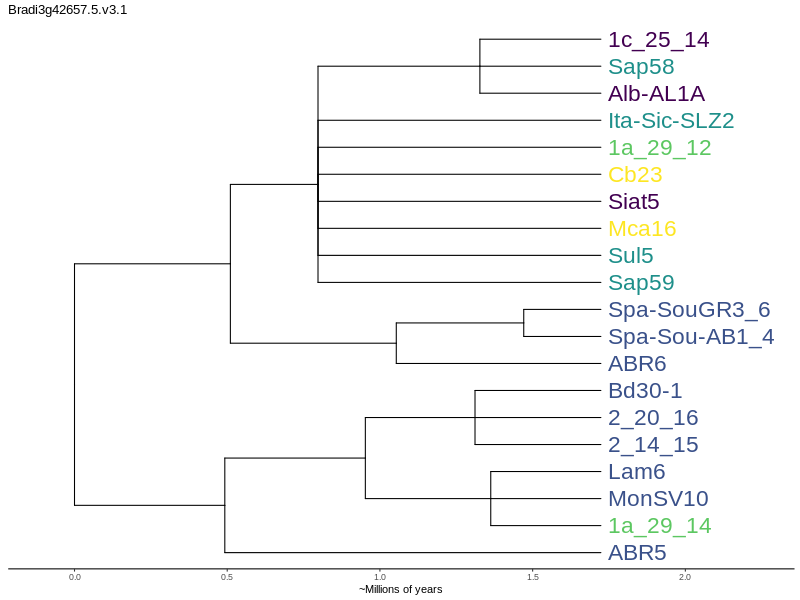 Bradi3g42657.5.v3.1
1c_25_14
Sap58
Alb-AL1A
Ita-Sic-SLZ2
1a_29_12
Cb23
Siat5
Mca16
Sul5
Sap59
Spa-SouGR3_6
Spa-Sou-AB1_4
ABR6
Bd30-1
2_20_16
2_14_15
Lam6
MonSV10
1a_29_14
ABR5
0.0 0.5 1.0 1.5 2.0
~Millions of years